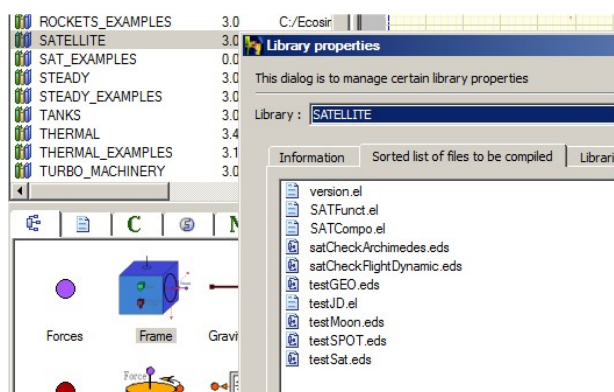 ROCKETS_EXAMPLES 3.0 C:/Ecosir
SATELLITE 3.0
SAT_EXAMPLES 0.0
STEADY 3.0
STEADY_EXAMPLES 3.0
TANKS 3.0
THERMAL 3.4
THERMAL_EXAMPLES 3.1
TURBO_MACHINERY 3.0
Library properties
This dialog is to manage certain library properties
Library : SATELLITE
Information Sorted list of files to be compiled Librari
version.el
SATFunct.el
SATCompo.el
satCheckArchimedes.eds
satCheckFlightDynamic.eds
testGEO.eds
testJD.el
testMoon.eds
testSPOT.eds
testSat.eds
C S N
Forces Frame Gravi
Force